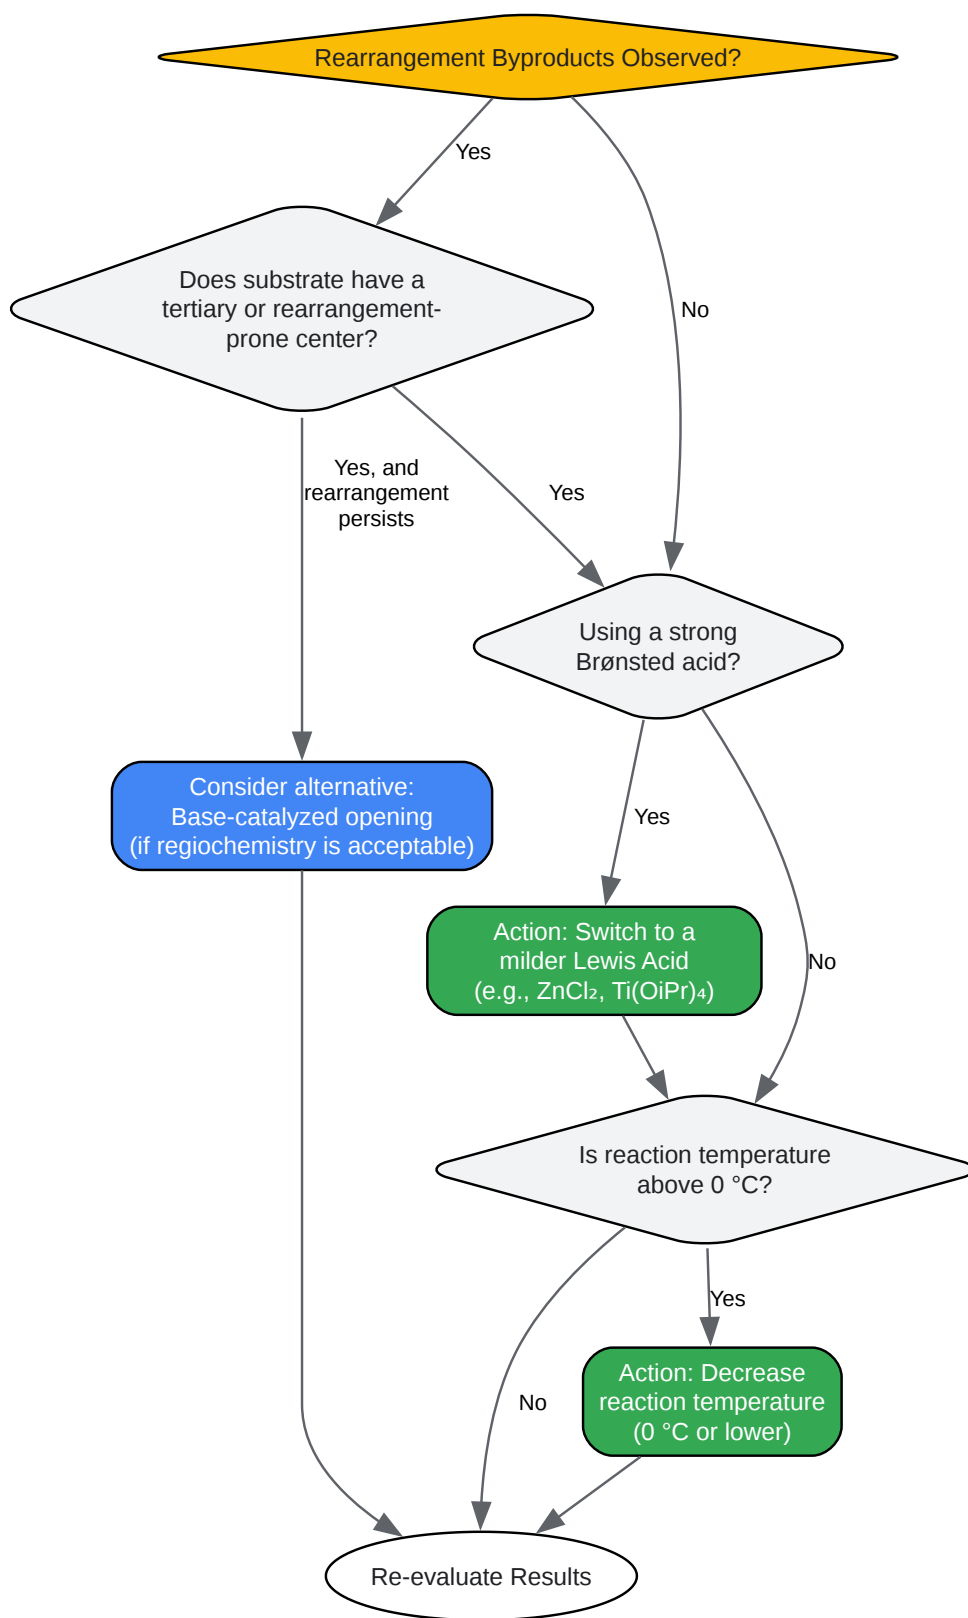 Rearrangement Byproducts Observed?
Yes
Does substrate have a
tertiary or rearrangement-
prone center?
No
Yes, and
rearrangement
persists
Yes
Using a strong
Brønsted acid?
Consider alternative:
Base-catalyzed opening
(if regiochemistry is acceptable)
Yes
Action: Switch to a
milder Lewis Acid
(e.g., ZnCl₂, Ti(OiPr)₄)
No
Is reaction temperature
above 0 °C?
Yes
No
Action: Decrease
reaction temperature
(0 °C or lower)
Re-evaluate Results